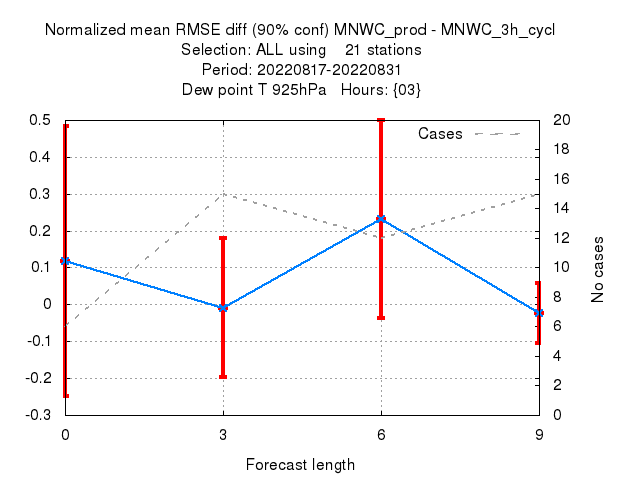 Normalized mean RMSE diff (90% conf) MNWC_prod - MNWC_3h_cycl
Selection: ALL using    21 stations
Period: 20220817-20220831
Dew point T 925hPa   Hours: {03}
Cases
0.5
0.4
0.3
0.2
0.1
0
-0.1
-0.2
-0.3
20
18
16
14
12
10
8
6
4
2
0
No cases
0 3 6 9
Forecast length